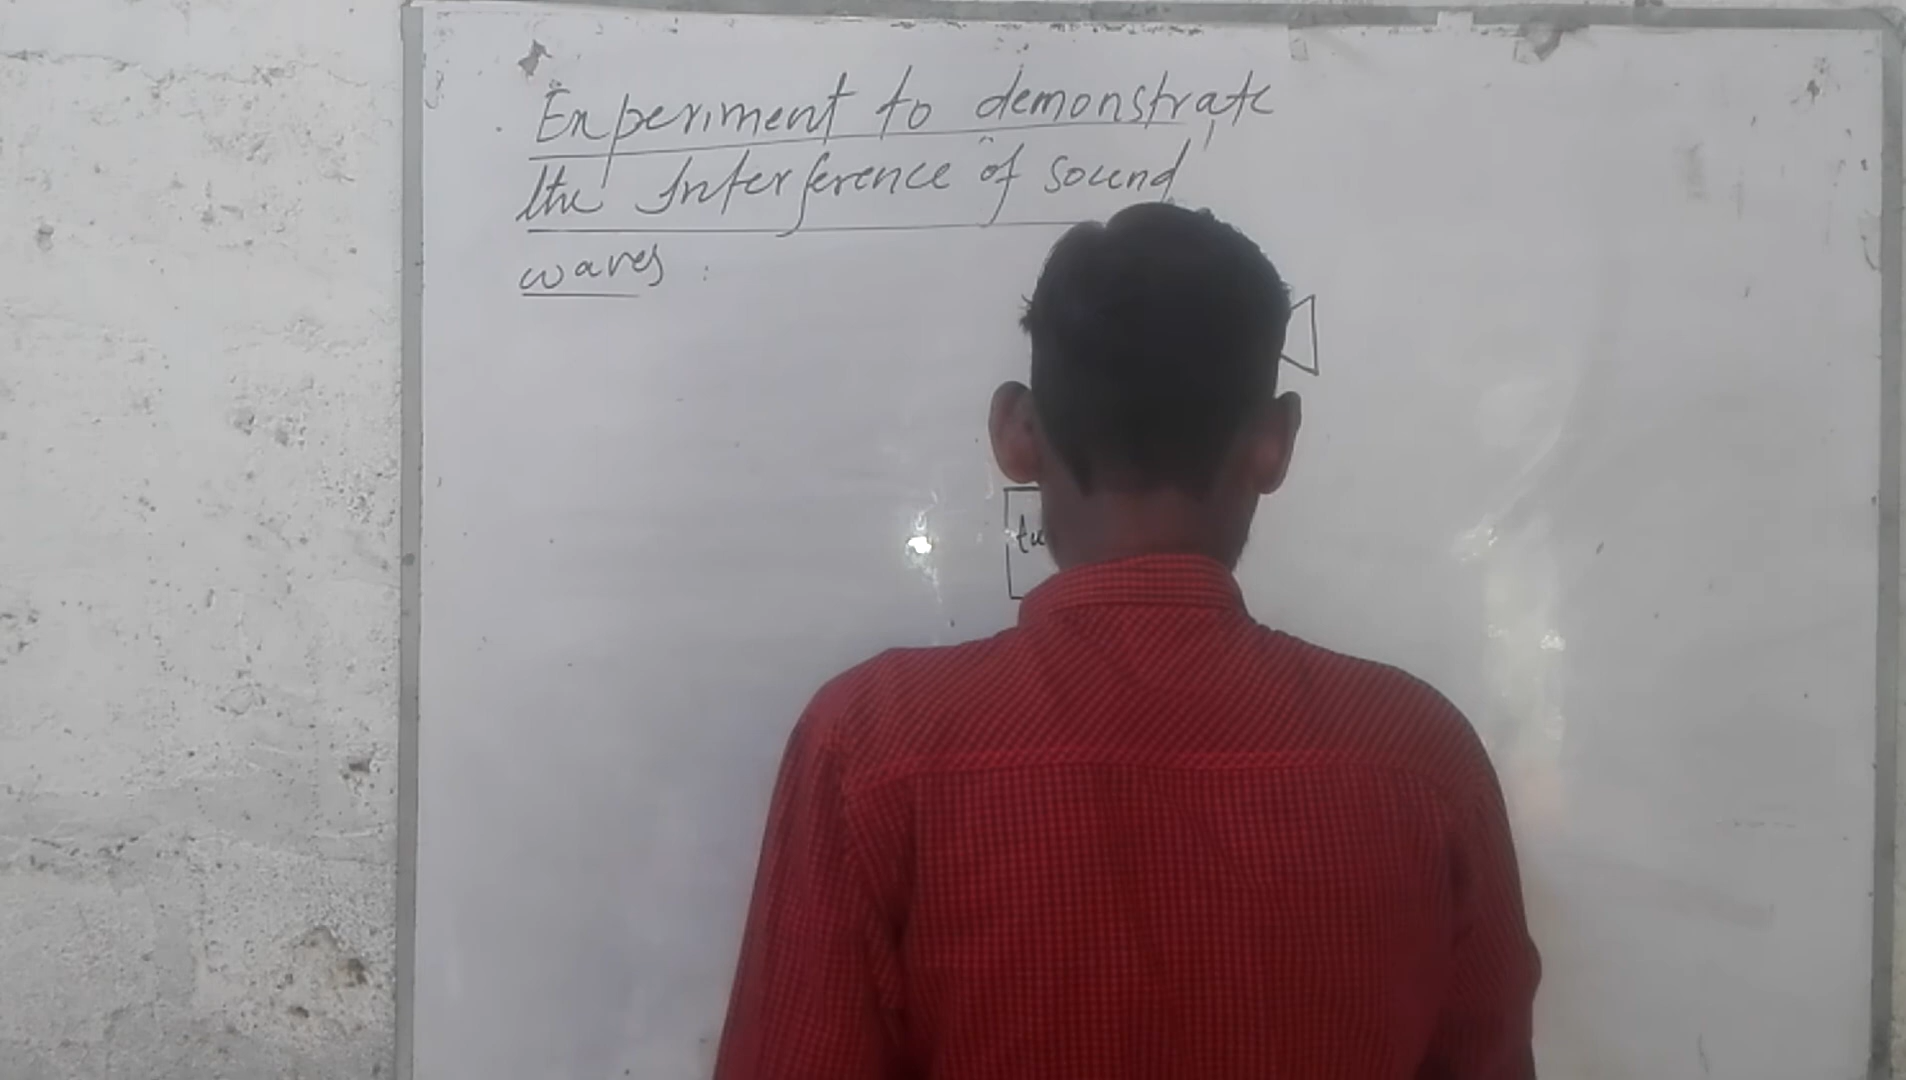 Experiment to demonstrate
the Interference of sound
waves :